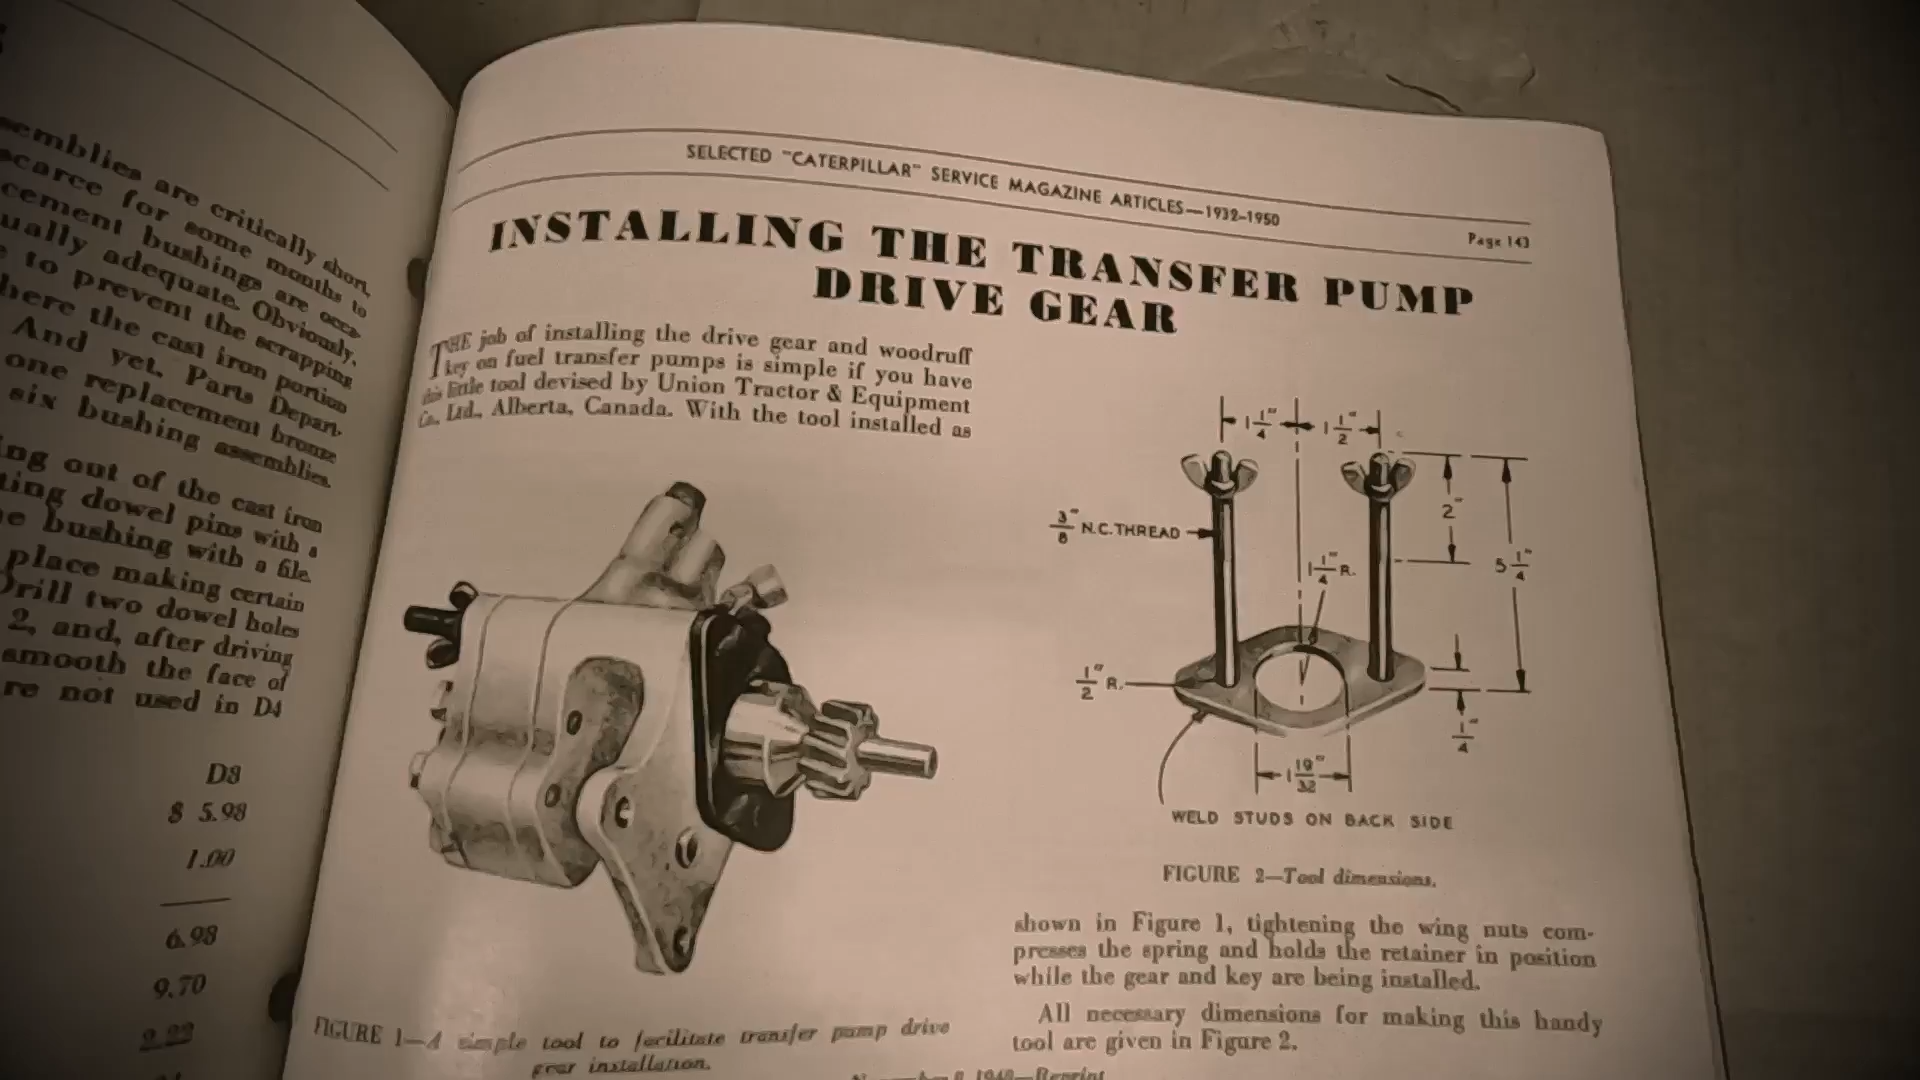 semblies are critically short,
scarce for some months to
cement bushings are occa-
ually adequate. Obviously,
to prevent the scrapping
here the cast iron portion
And yet, Parts Depart-
one replacement bronze
six bushing assemblies.
ing out of the cast iron
ting dowel pins with a
bushing with a file.
place making certain
Drill two dowel holes
2, and, after driving
smooth the face of
re not used in D4
D8
$ 5.98
1.00
6.98
9.70
SELECTED "CATERPILLAR" SERVICE MAGAZINE ARTICLES—1932-1950
Page 143
INSTALLING THE TRANSFER PUMP
DRIVE GEAR
THE job of installing the drive gear and woodruff
key on fuel transfer pumps is simple if you have
this little tool devised by Union Tractor & Equipment
Co., Ltd., Alberta, Canada. With the tool installed as
FIGURE 1—A simple tool to facilitate transfer pump drive
gear installation.
1 1/4" 1 1/2"
3/8" N.C. THREAD
2"
5 1/4"
1 1/4" R.
1/2" R.
1/4"
1 19/32"
WELD STUDS ON BACK SIDE
FIGURE 2—Tool dimensions.
shown in Figure 1, tightening the wing nuts com-
presses the spring and holds the retainer in position
while the gear and key are being installed.
All necessary dimensions for making this handy
tool are given in Figure 2.
—Reprint